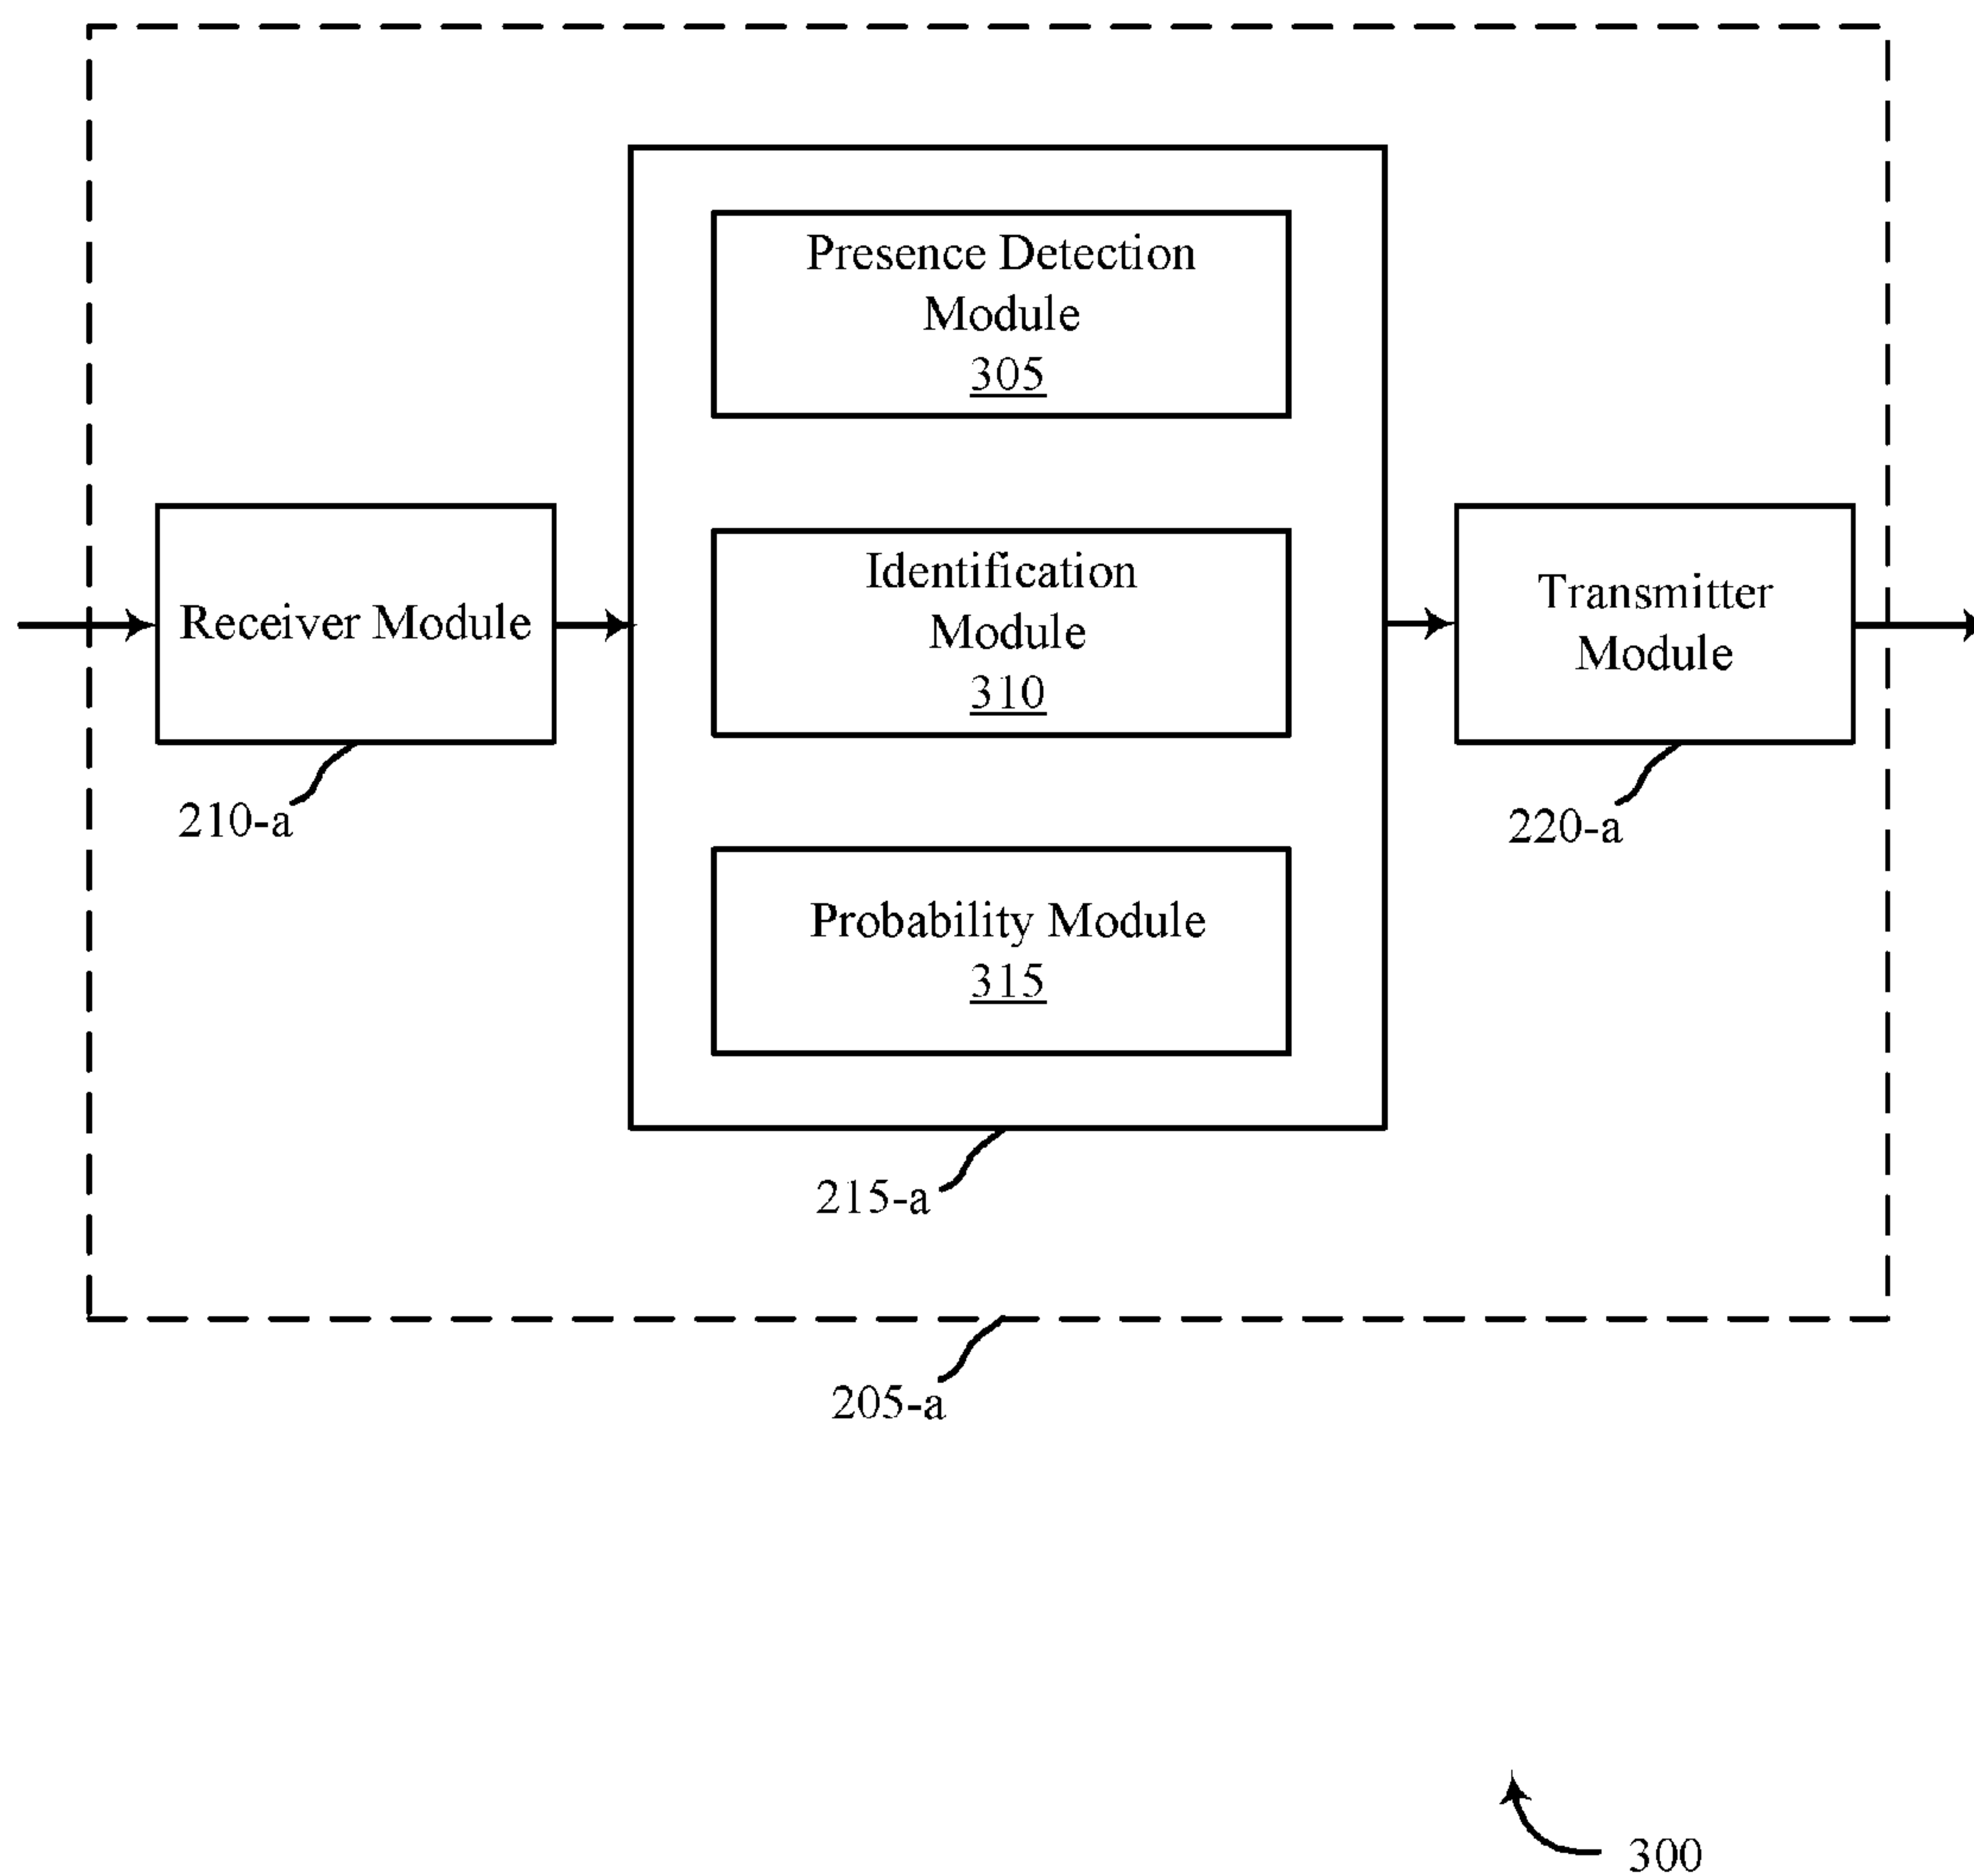 Presence Detection
Module
305
Receiver Module
Identification
Module
310
Transmitter
Module
210-a
220-a
Probability Module
315
215-a
205-a
300